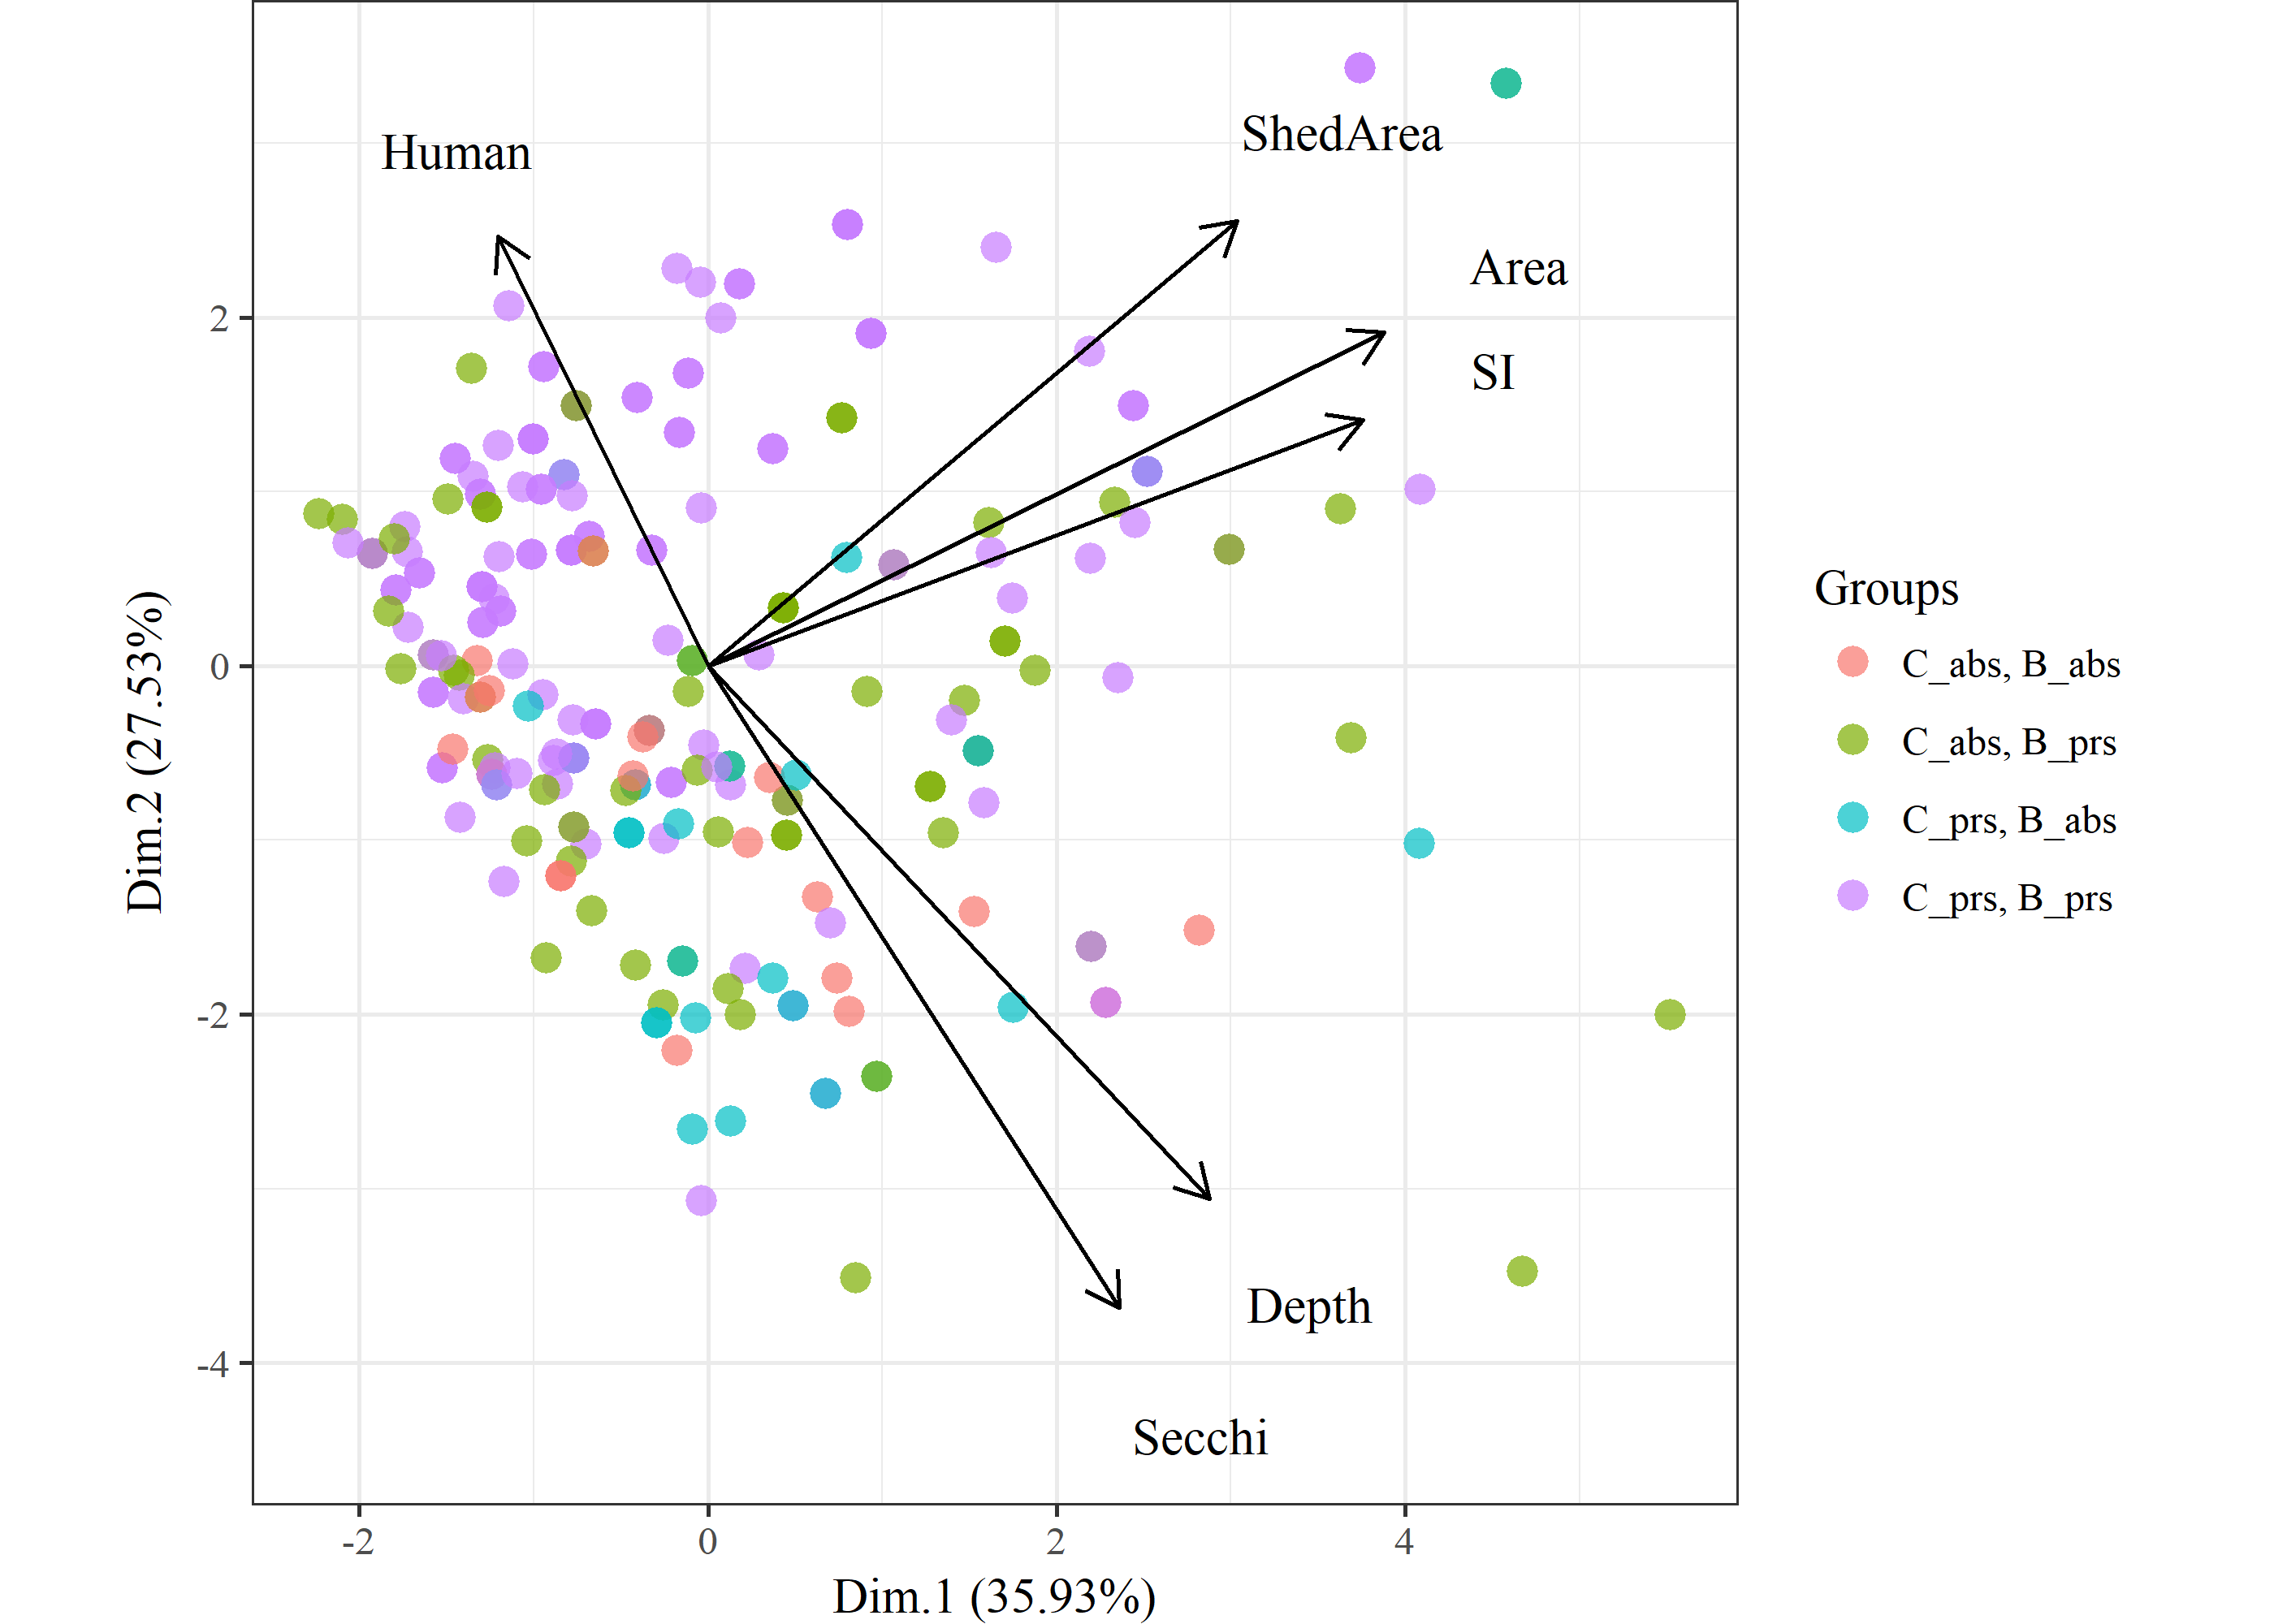 Human
ShedArea
Area
SI
Depth
Secchi
2
0
-2
-4
-2
0
2
4
Dim.2 (27.53%)
Dim.1 (35.93%)
Groups
C_abs, B_abs
C_abs, B_prs
C_prs, B_abs
C_prs, B_prs